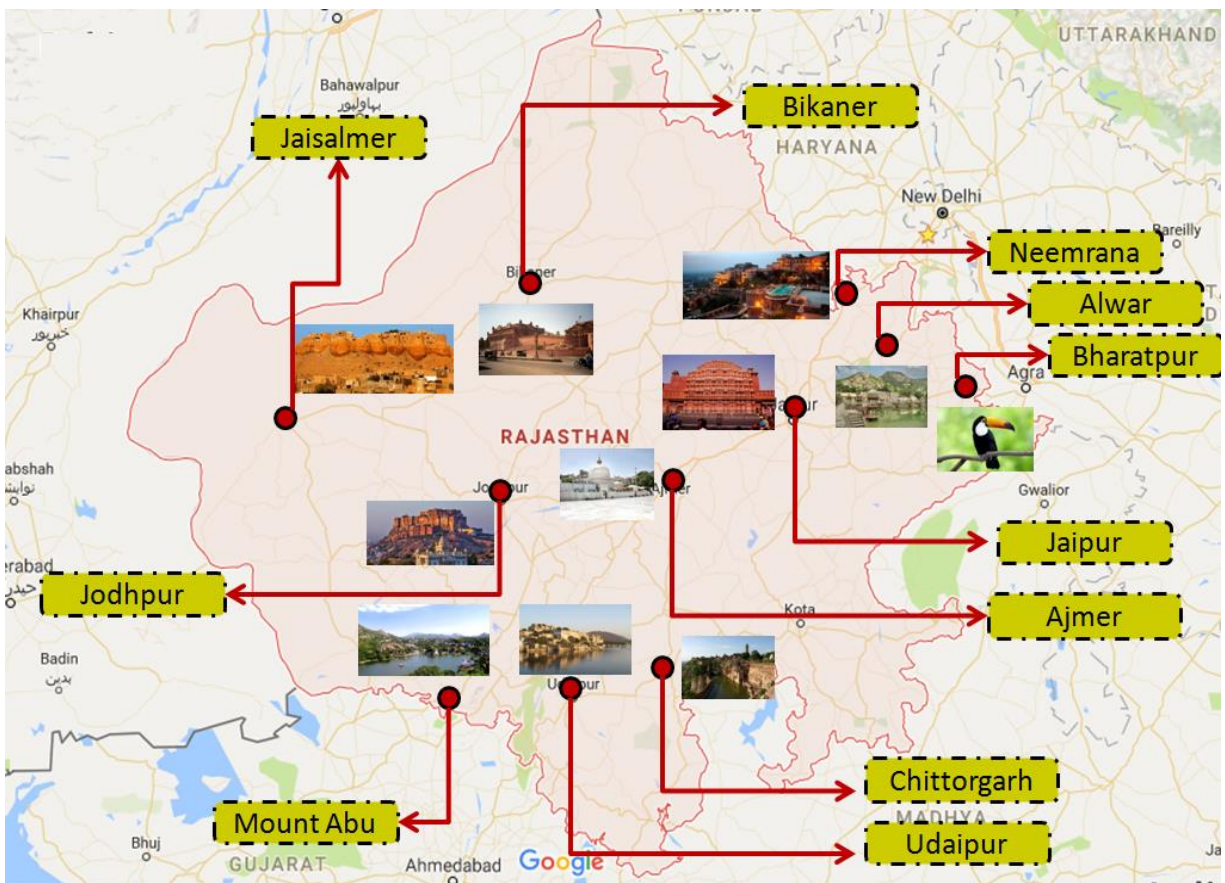 UTTARAKHAND
Bahawalpur
بہاولپور
Bikaner
Jaisalmer
HARYANA
New Delhi
Bareilly
Neemrana
Alwar
Khairpur
خیرپور
Bharatpur
Agra
RAJASTHAN
Gwalior
Jaipur
Jodhpur
Kota
Ajmer
Badin
بدین
Chittorgarh
MADHYA
Mount Abu
Udaipur
Bhuj
GUJARAT
Ahmedabad
Google